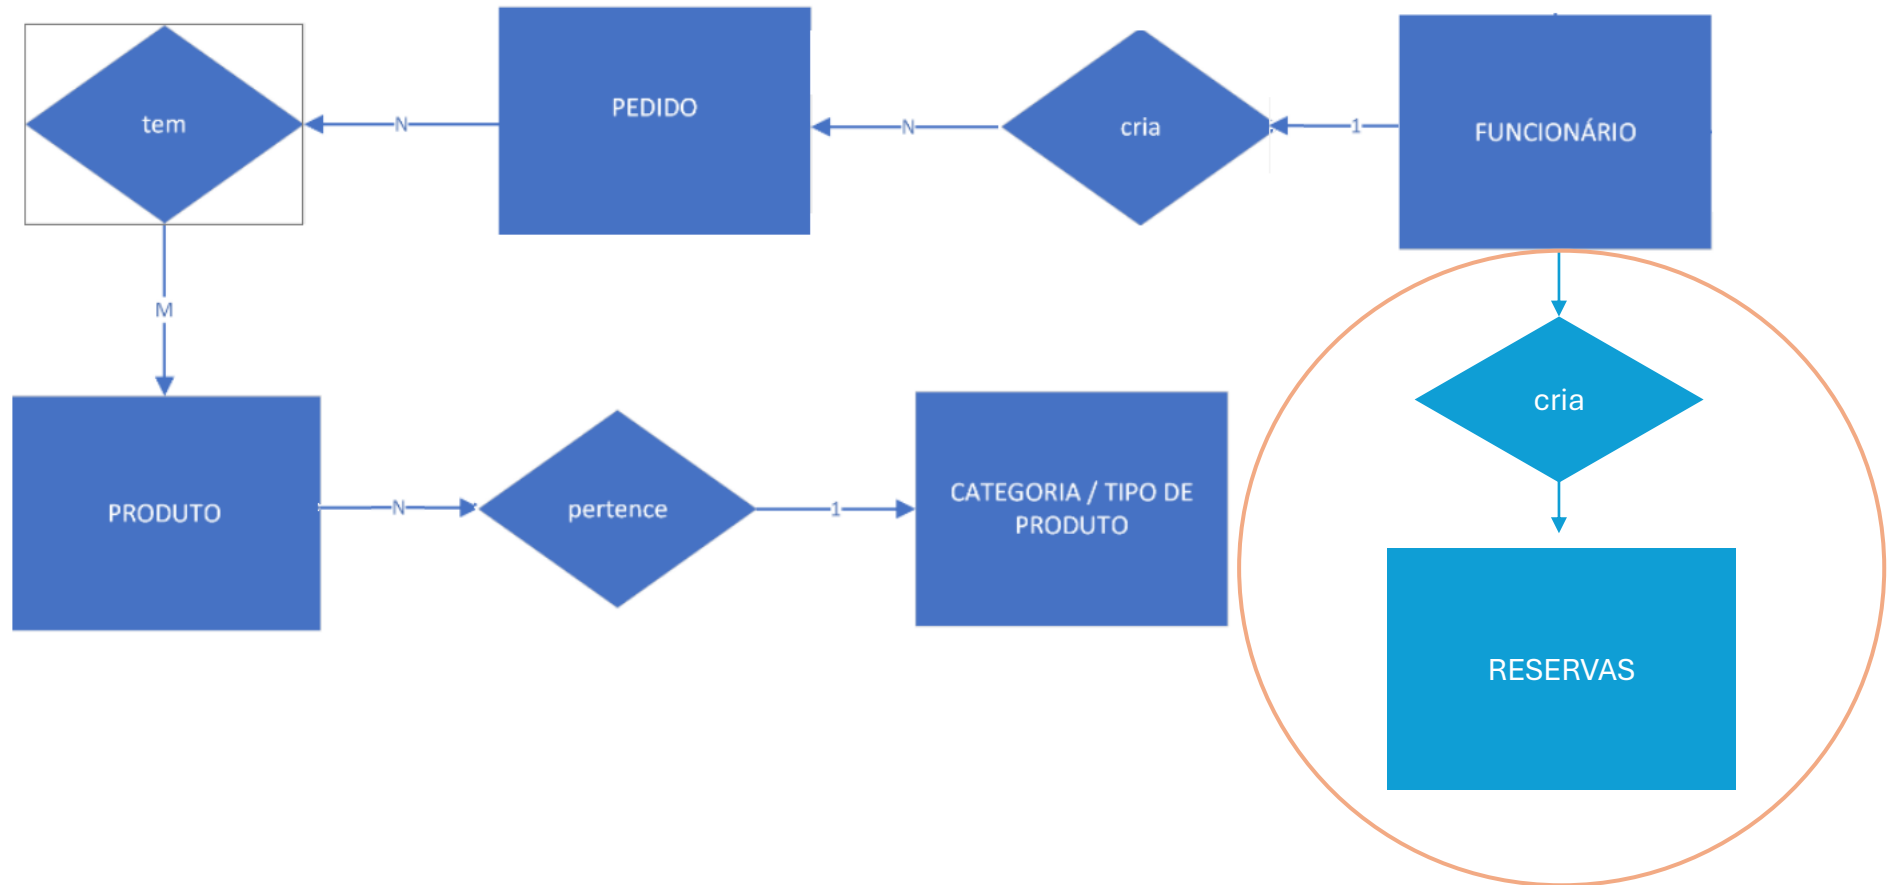 tem
N
PEDIDO
N
cria
1
FUNCIONÁRIO
M
cria
PRODUTO
N
pertence
1
CATEGORIA / TIPO DE
PRODUTO
RESERVAS